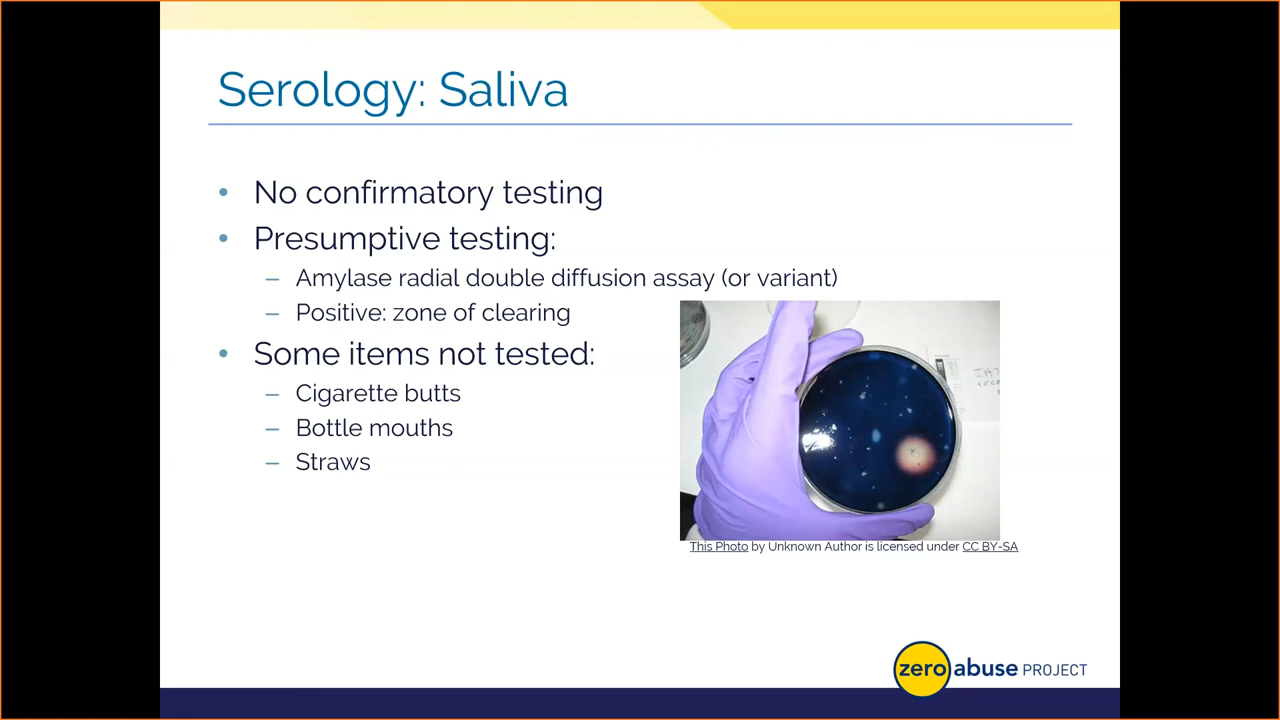 Serology: Saliva
• No confirmatory testing
• Presumptive testing:
– Amylase radial double diffusion assay (or variant)
– Positive: zone of clearing
• Some items not tested:
– Cigarette butts
– Bottle mouths
– Straws
This Photo by Unknown Author is licensed under CC BY-SA
zero abuse PROJECT